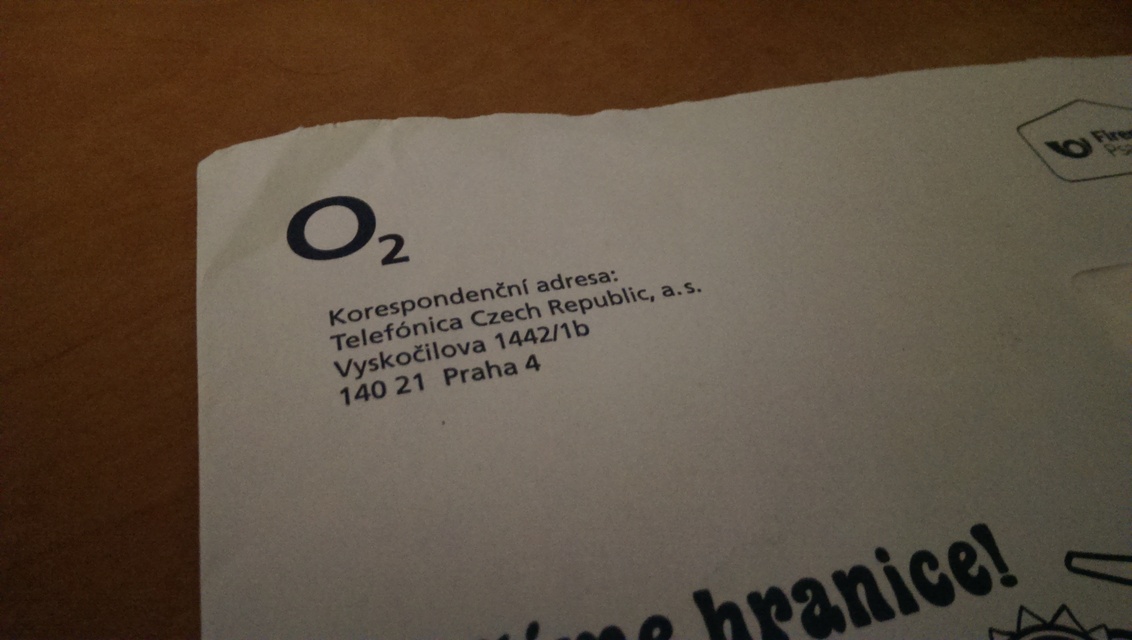 O2
Korespondenční adresa:
Telefónica Czech Republic, a.s.
Vyskočilova 1442/1b
140 21 Praha 4
hranice!